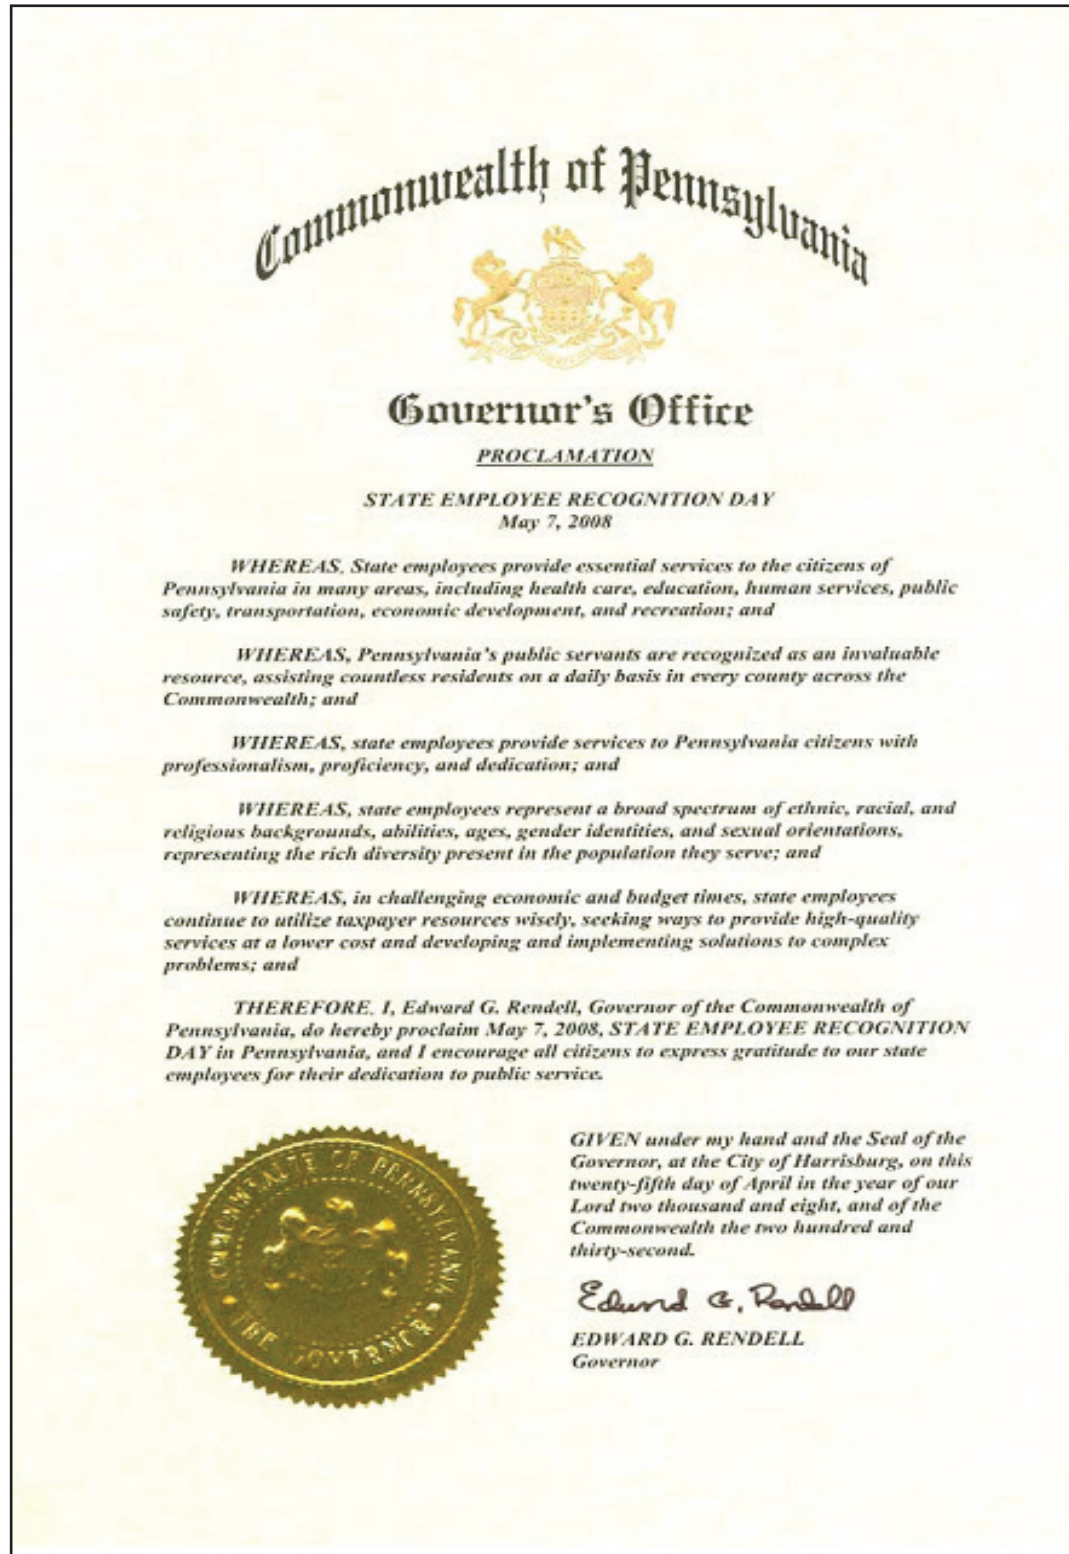 Commonwealth of Pennsylvania
Governor's Office
PROCLAMATION
STATE EMPLOYEE RECOGNITION DAY
May 7, 2008
WHEREAS, State employees provide essential services to the citizens of
Pennsylvania in many areas, including health care, education, human services, public
safety, transportation, economic development, and recreation; and
WHEREAS, Pennsylvania's public servants are recognized as an invaluable
resource, assisting countless residents on a daily basis in every county across the
Commonwealth; and
WHEREAS, state employees provide services to Pennsylvania citizens with
professionalism, proficiency, and dedication; and
WHEREAS, state employees represent a broad spectrum of ethnic, racial, and
religious backgrounds, abilities, ages, gender identities, and sexual orientations,
representing the rich diversity present in the population they serve; and
WHEREAS, in challenging economic and budget times, state employees
continue to utilize taxpayer resources wisely, seeking ways to provide high-quality
services at a lower cost and developing and implementing solutions to complex
problems; and
THEREFORE, I, Edward G. Rendell, Governor of the Commonwealth of
Pennsylvania, do hereby proclaim May 7, 2008, STATE EMPLOYEE RECOGNITION
DAY in Pennsylvania, and I encourage all citizens to express gratitude to our state
employees for their dedication to public service.
GIVEN under my hand and the Seal of the
Governor, at the City of Harrisburg, on this
twenty-fifth day of April in the year of our
Lord two thousand and eight, and of the
Commonwealth the two hundred and
thirty-second.
Edward G. Rendell
EDWARD G. RENDELL
Governor
COMMONWEALTH OF PENNSYLVANIA
THE GOVERNOR